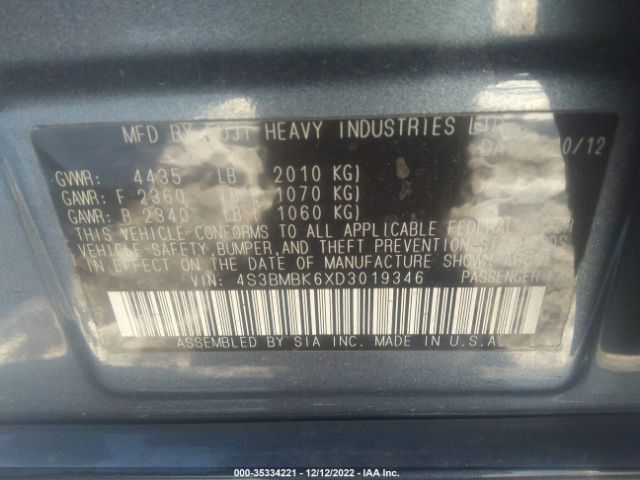 MFD BY FUJI HEAVY INDUSTRIES LTD.
0/12
GVWR: 4435 LB 2010 KG)
GAWR: F 2360 LB 1070 KG)
GAWR: R 2340 LB 1060 KG)
THIS VEHICLE CONFORMS TO ALL APPLICABLE FEDERAL
VEHICLE SAFETY, BUMPER, AND THEFT PREVENTION
IN EFFECT ON THE DATE OF MANUFACTURE SHOWN
VIN: 4S3BMBK6XD3019346 PASSENGER
ASSEMBLED BY SIA INC. MADE IN U.S.A.
000-35334221 - 12/12/2022 - IAA Inc.